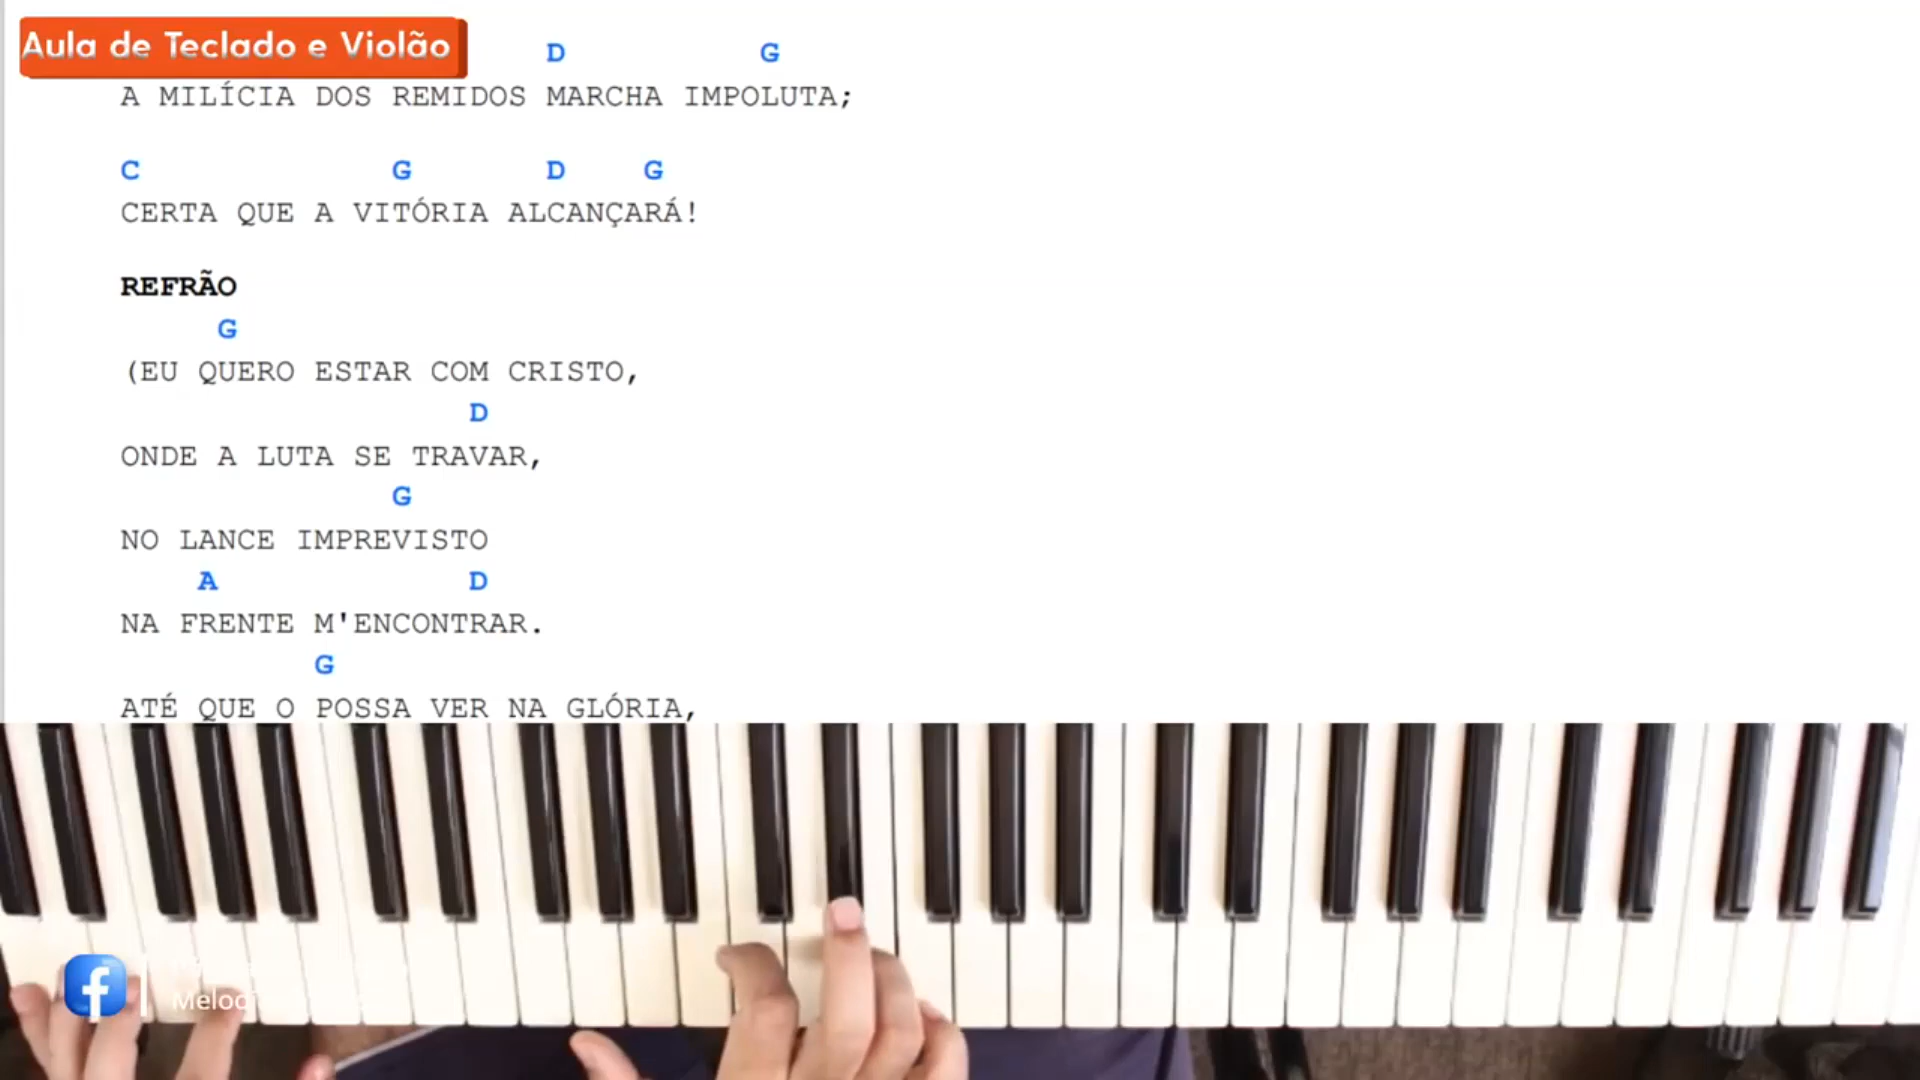 Aula de Teclado e Violão
D G
A MILÍCIA DOS REMIDOS MARCHA IMPOLUTA;
C G D G
CERTA QUE A VITÓRIA ALCANÇARÁ!
REFRÃO
G
(EU QUERO ESTAR COM CRISTO,
D
ONDE A LUTA SE TRAVAR,
G
NO LANCE IMPREVISTO
A D
NA FRENTE M'ENCONTRAR.
G
ATÉ QUE O POSSA VER NA GLÓRIA,